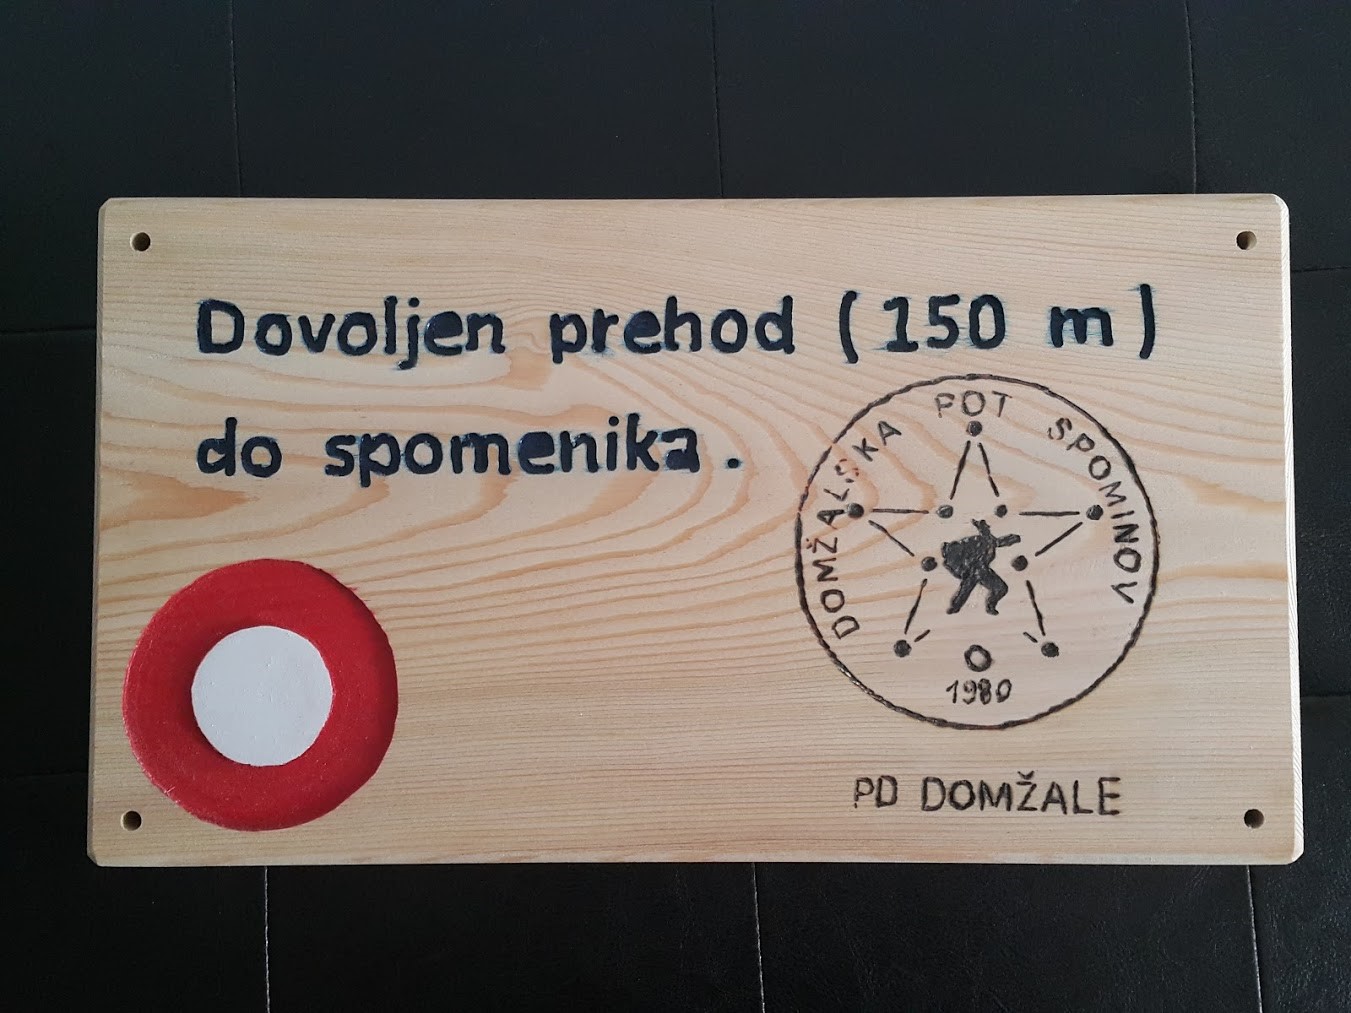 Dovoljen prehod (150 m)
do spomenika.
DOMŽALSKA POT SPOMINOV
1980
PD DOMŽALE